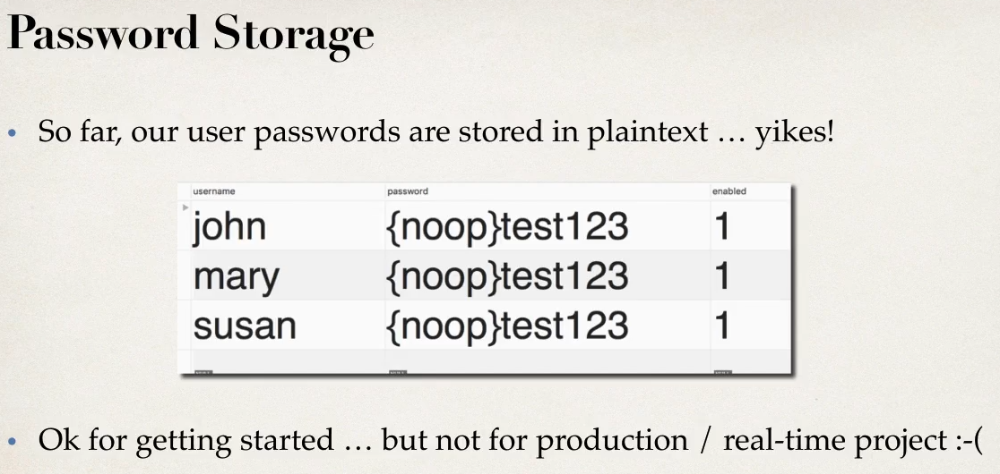 Password Storage
• So far, our user passwords are stored in plaintext … yikes!
username password enabled
john {noop}test123 1
mary {noop}test123 1
susan {noop}test123 1
• Ok for getting started … but not for production / real-time project :-(